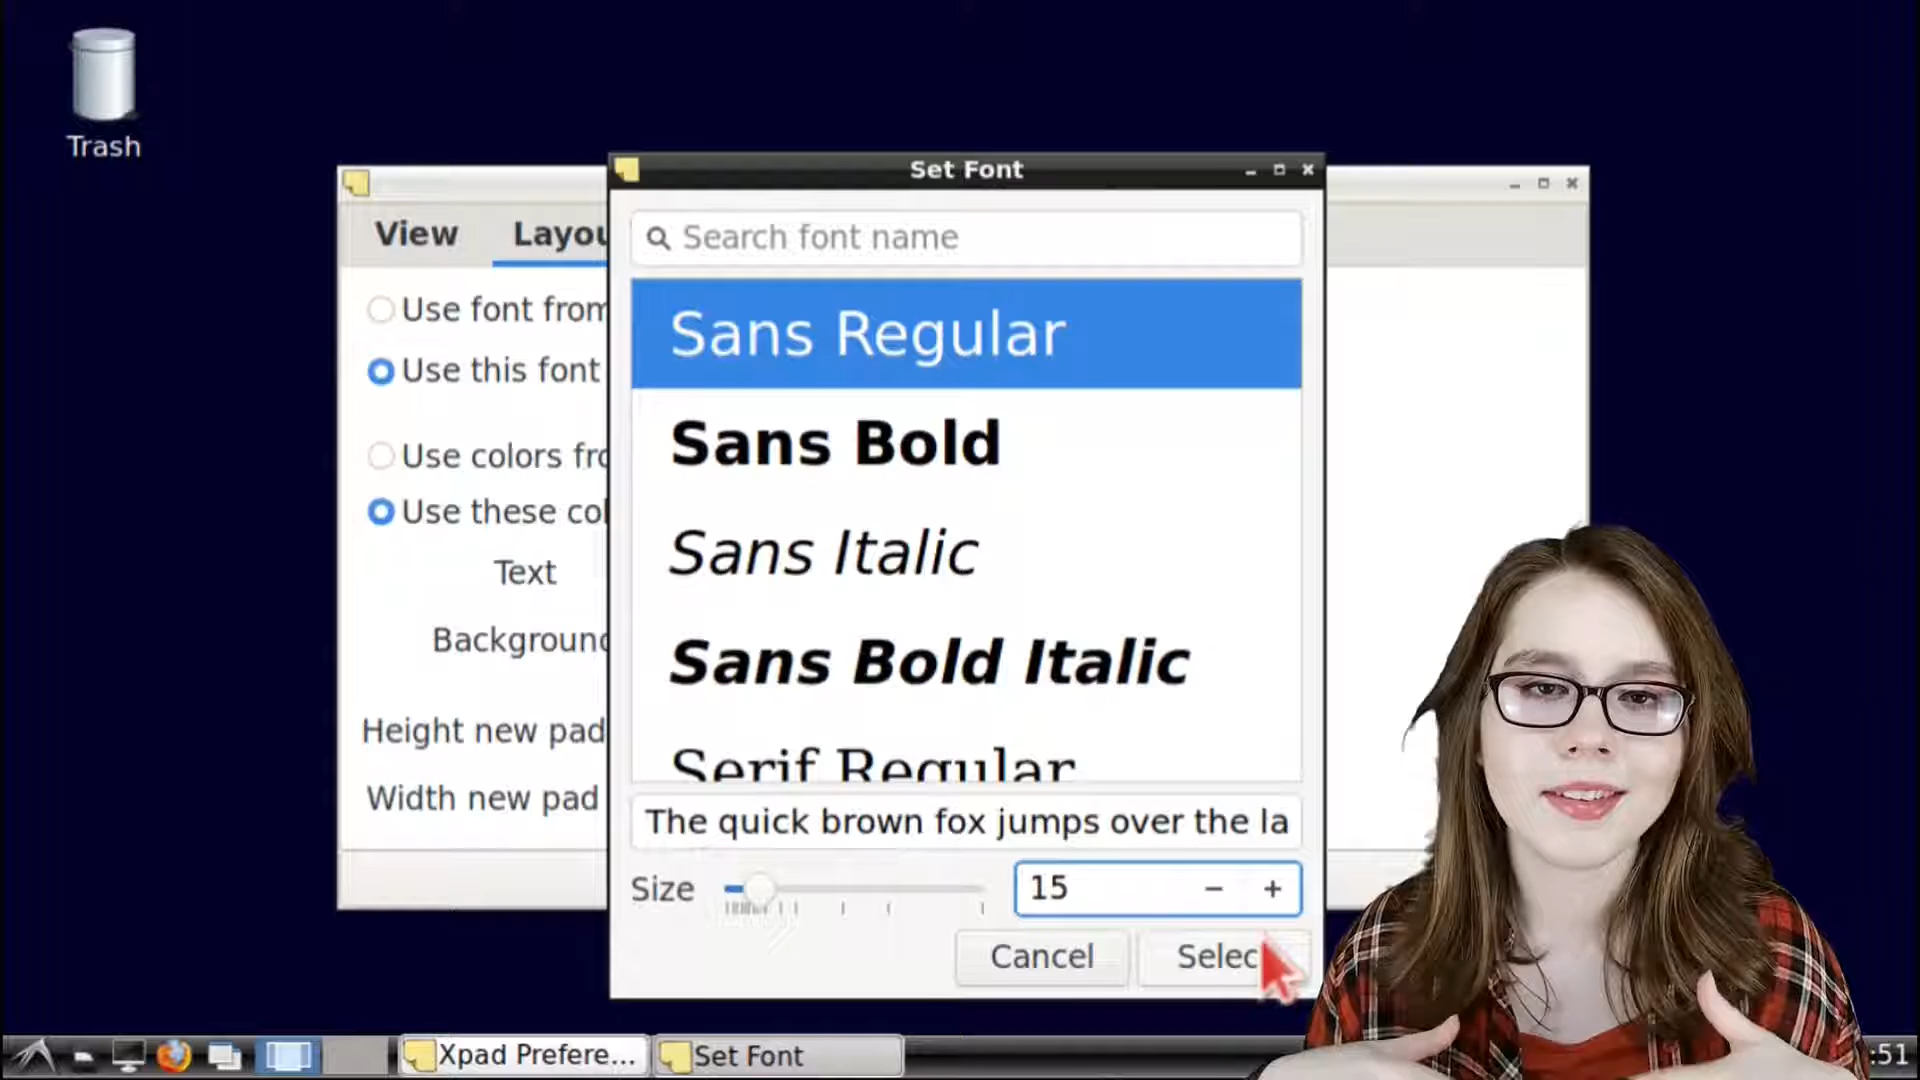 Trash
Set Font
View
Layou
Search font name
Use font from
Use this font
Use colors fro
Use these col
Text
Background
Height new pad
Width new pad
Sans Regular
Sans Bold
Sans Italic
Sans Bold Italic
Serif Regular
The quick brown fox jumps over the la
Size
15
Cancel
Selec
Xpad Prefere...
Set Font
:51